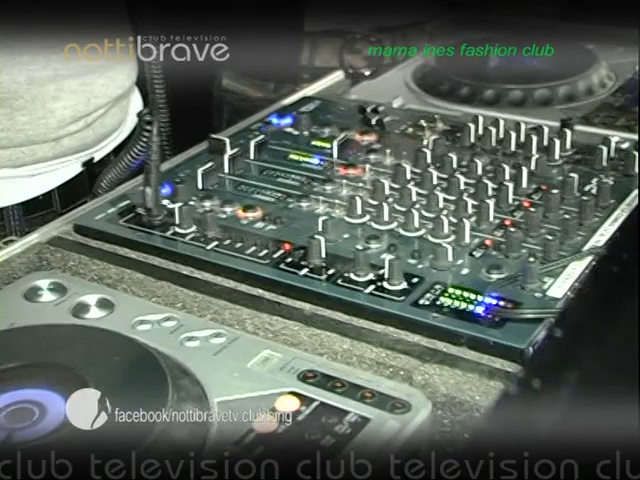 club television
nottibrave
mama ines fashion club
facebook/nottibravetv clubbing
club television club television clu